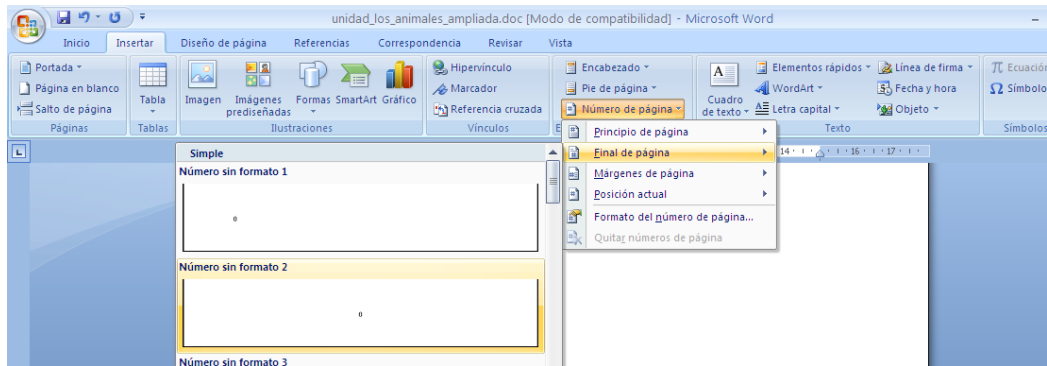 unidad_los_animales_ampliada.doc [Modo de compatibilidad] - Microsoft Word
Inicio Insertar Diseño de página Referencias Correspondencia Revisar Vista
Portada
Página en blanco
Salto de página
Páginas
Tabla
Tablas
Imagen
Imágenes prediseñadas
Formas
SmartArt
Gráfico
Ilustraciones
Hipervínculo
Marcador
Referencia cruzada
Vínculos
Encabezado
Pie de página
Número de página
E
Cuadro de texto
Elementos rápidos
WordArt
Letra capital
Línea de firma
Fecha y hora
Objeto
Texto
Ecuación
Símbolo
Símbolos
Principio de página
Final de página
Márgenes de página
Posición actual
Formato del número de página...
Quitar números de página
14 16 17
Simple
Número sin formato 1
0
Número sin formato 2
0
Número sin formato 3